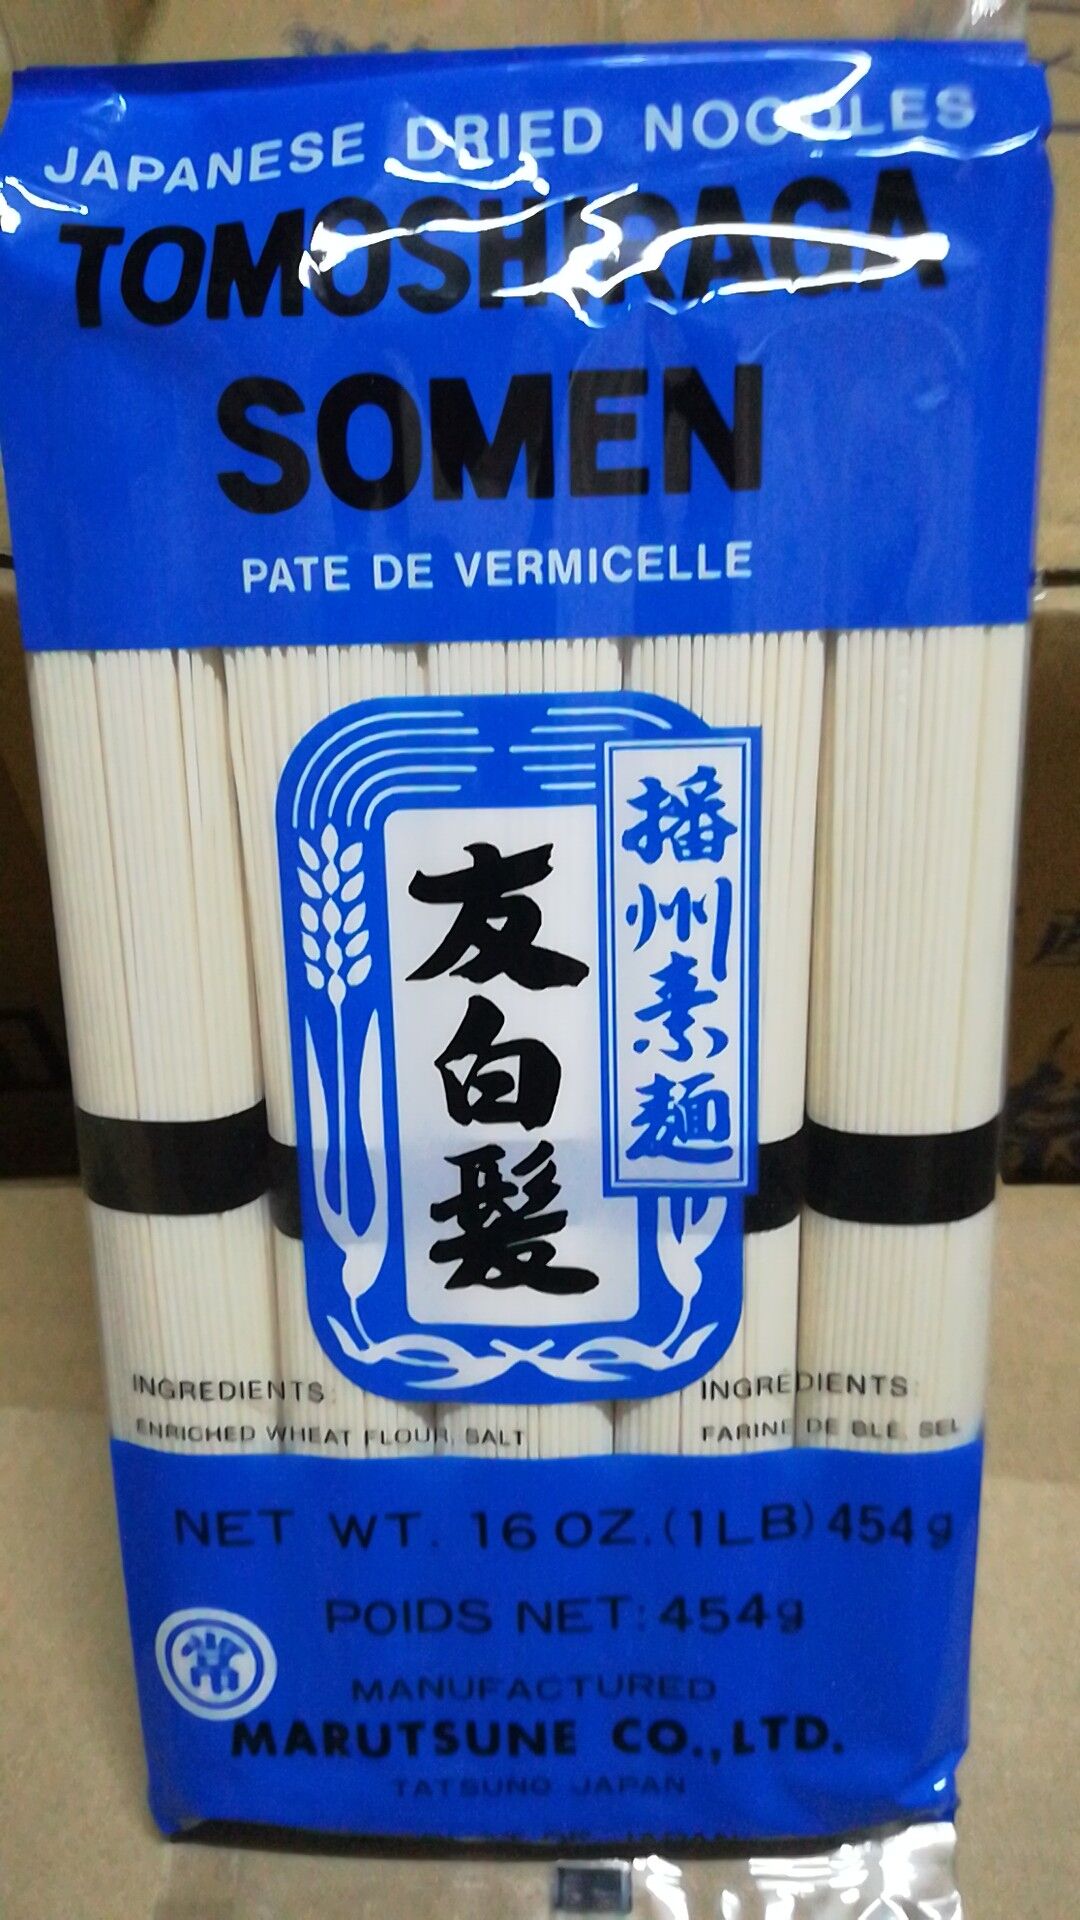 JAPANESE DRIED NOODLES
TOMOSHIRAGA
SOMEN
PATE DE VERMICELLE
播州素麺
友白髪
INGREDIENTS:
ENRICHED WHEAT FLOUR, SALT
INGREDIENTS:
FARINE DE BLE, SEL
NET WT. 16 OZ. (1LB) 454 g
POIDS NET: 454g
MANUFACTURED
MARUTSUNE CO., LTD.
TATSUNO JAPAN